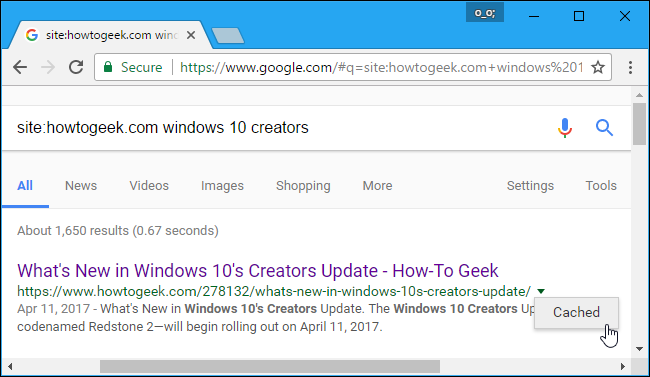 o_o;
site:howtogeek.com wind
Secure https://www.google.com/#q=site:howtogeek.com+windows%201
site:howtogeek.com windows 10 creators
All News Videos Images Shopping More Settings Tools
About 1,650 results (0.67 seconds)
What's New in Windows 10's Creators Update - How-To Geek
https://www.howtogeek.com/278132/whats-new-in-windows-10s-creators-update/
Apr 11, 2017 - What's New in Windows 10's Creators Update. The Windows 10 Creators Up
Cached
codenamed Redstone 2—will begin rolling out on April 11, 2017.